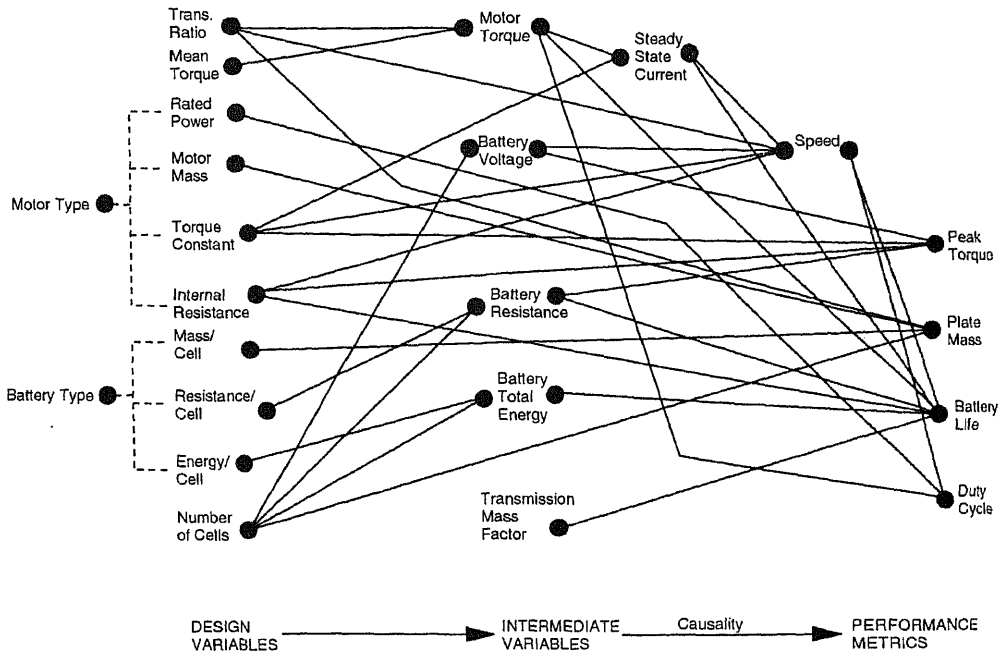 Trans.
Ratio
Mean
Torque
Rated
Power
Motor
Mass
Motor Type
Torque
Constant
Internal
Resistance
Mass/
Cell
Battery Type
Resistance/
Cell
Energy/
Cell
Number
of Cells
Motor
Torque
Steady
State
Current
Battery
Voltage
Speed
Battery
Resistance
Battery
Total
Energy
Transmission
Mass
Factor
Peak
Torque
Plate
Mass
Battery
Life
Duty
Cycle
DESIGN
VARIABLES
INTERMEDIATE
VARIABLES
Causality
PERFORMANCE
METRICS